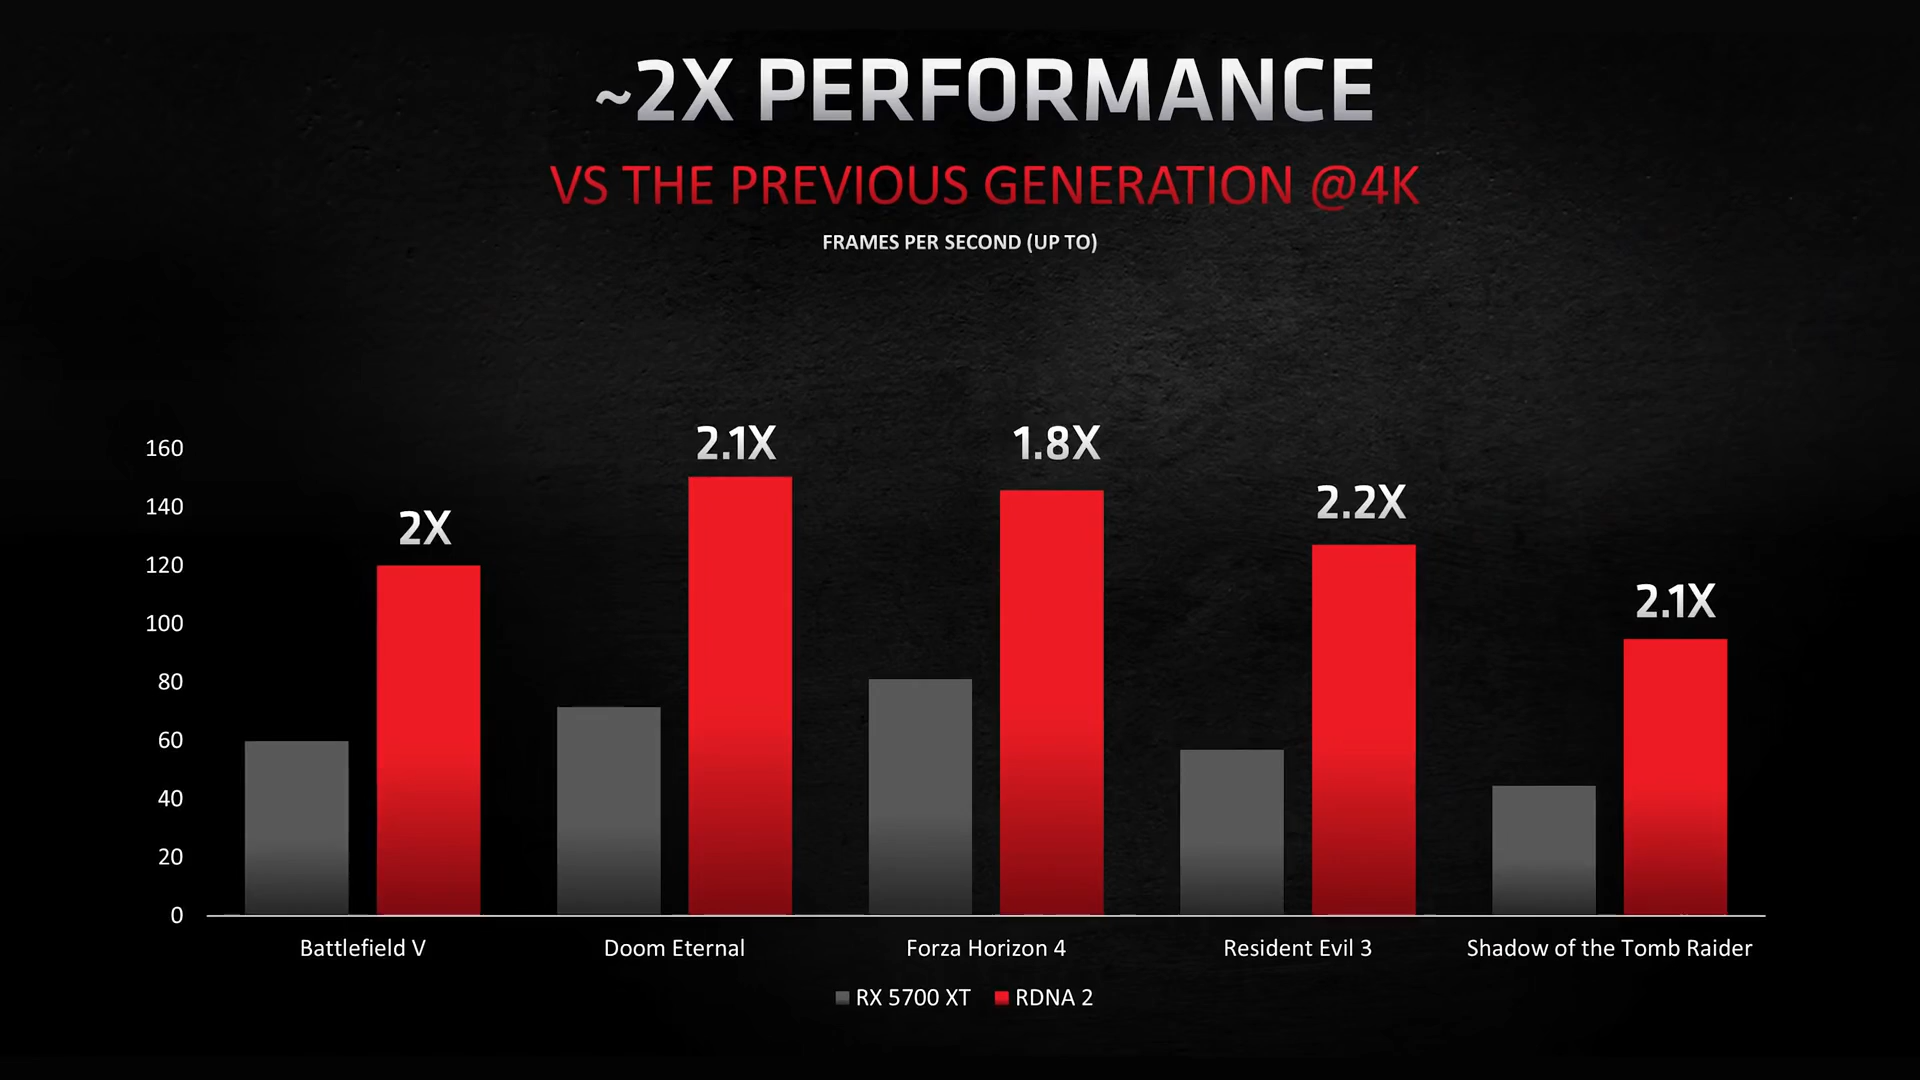 ~2X PERFORMANCE
VS THE PREVIOUS GENERATION @4K
FRAMES PER SECOND (UP TO)
160
140
120
100
80
60
40
20
0
2X
2.1X
1.8X
2.2X
2.1X
Battlefield V
Doom Eternal
Forza Horizon 4
Resident Evil 3
Shadow of the Tomb Raider
RX 5700 XT
RDNA 2